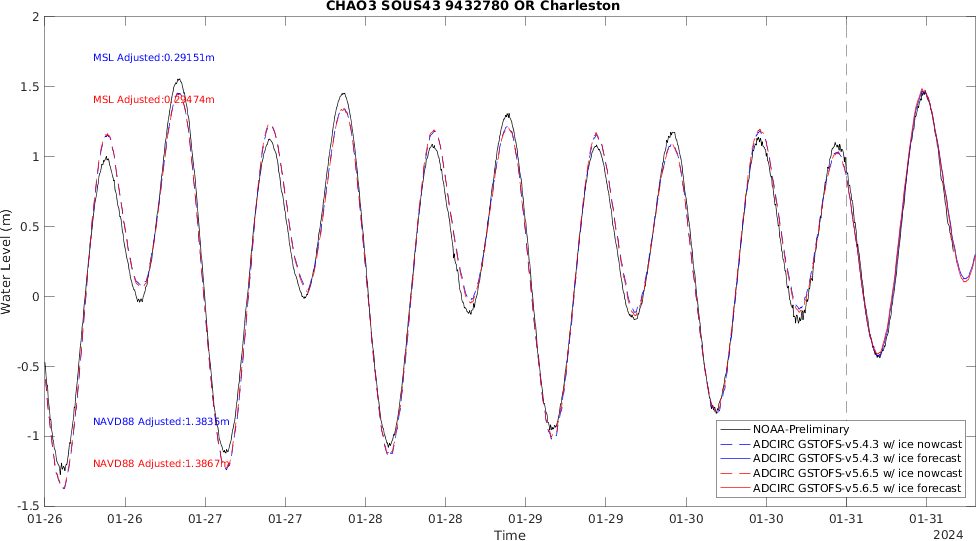 CHAO3 SOUS43 9432780 OR Charleston
2
1.5
1
0.5
0
-0.5
-1
-1.5
Water Level (m)
MSL Adjusted:0.29151m
MSL Adjusted:0.29474m
NAVD88 Adjusted:1.3835m
NAVD88 Adjusted:1.3867m
NOAA-Preliminary
ADCIRC GSTOFS-v5.4.3 w/ ice nowcast
ADCIRC GSTOFS-v5.4.3 w/ ice forecast
ADCIRC GSTOFS-v5.6.5 w/ ice nowcast
ADCIRC GSTOFS-v5.6.5 w/ ice forecast
01-26 01-26 01-27 01-27 01-28 01-28 01-29 01-29 01-30 01-30 01-31 01-31
Time
2024